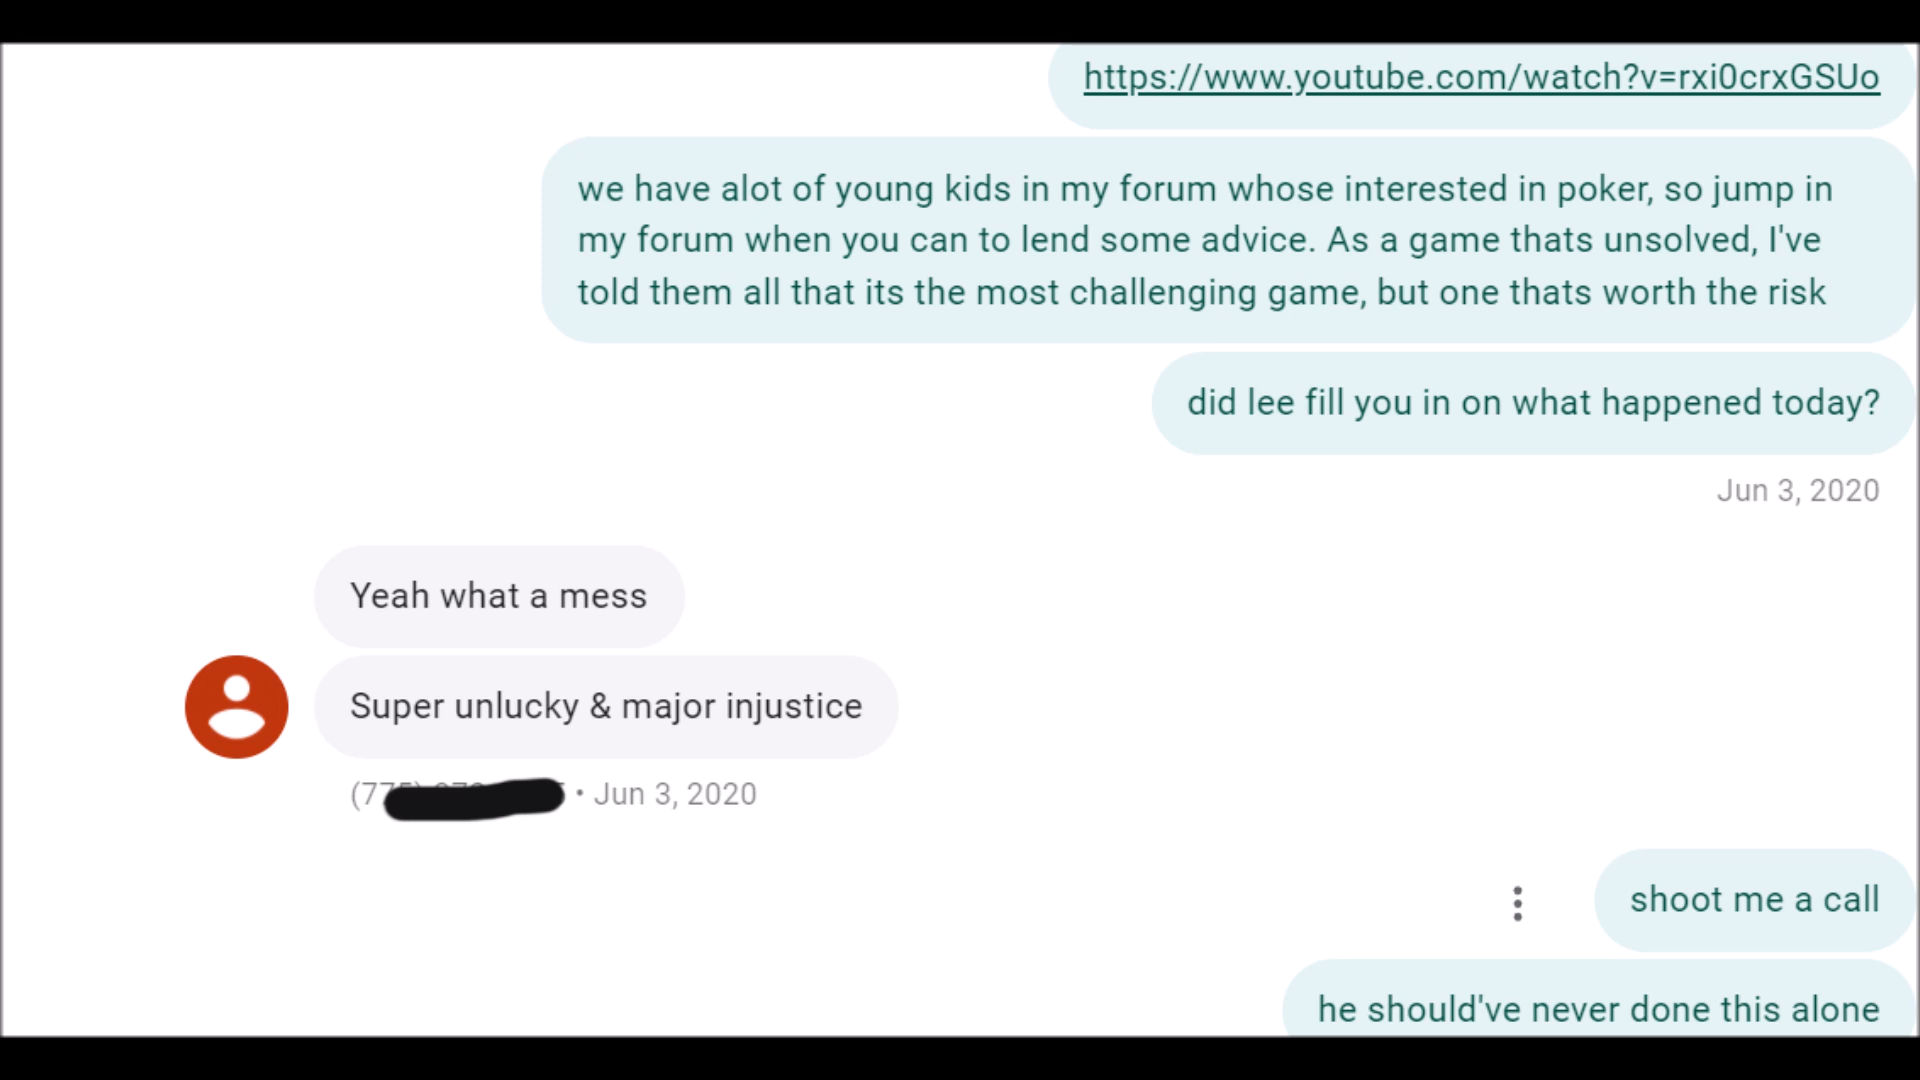 https://www.youtube.com/watch?v=rxi0crxGSUo
we have alot of young kids in my forum whose interested in poker, so jump in
my forum when you can to lend some advice. As a game thats unsolved, I've
told them all that its the most challenging game, but one thats worth the risk
did lee fill you in on what happened today?
Jun 3, 2020
Yeah what a mess
Super unlucky & major injustice
• Jun 3, 2020
shoot me a call
he should've never done this alone